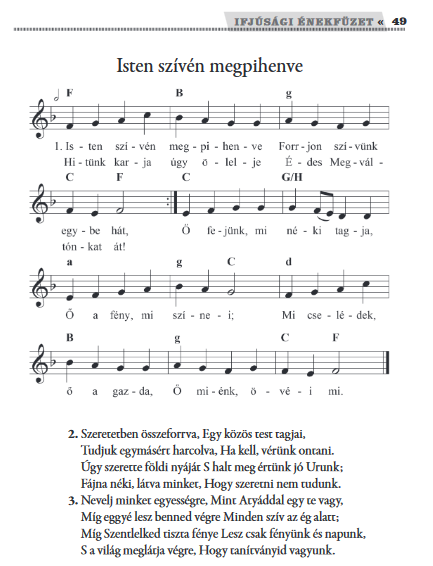 IFJÚSÁGI ÉNEKFÜZET « 49
Isten szívén megpihenve
F B g
1. Is - ten szí - vén meg - pi - hen - ve For - jon szí - vünk
Hi - tünk kar - ja úgy ö - lel - je É - des Meg - vál -
C F C G/H
egy - be hát, Ő fe - jünk, mi né - ki tag - ja,
tón - kat át!
a g C d
Ő a fény, mi szí - ne - i; Mi cse - lé - dek,
B g C F
ő a gaz - da, Ő mi - énk, ö - vé - i mi.
2. Szeretetben összeforrva, Egy közös test tagjai,
Tudjuk egymásért harcolva, Ha kell, vérünk ontani.
Úgy szerette földi nyáját S halt meg értünk jó Urunk;
Fájna néki, látva minket, Hogy szeretni nem tudunk.
3. Nevelj minket egyességre, Mint Atyáddal egy te vagy,
Míg eggyé lesz benned végre Minden szív az ég alatt;
Míg Szentlelked tiszta fénye Lesz csak fényünk és napunk,
S a világ meglátja végre, Hogy tanítványid vagyunk.